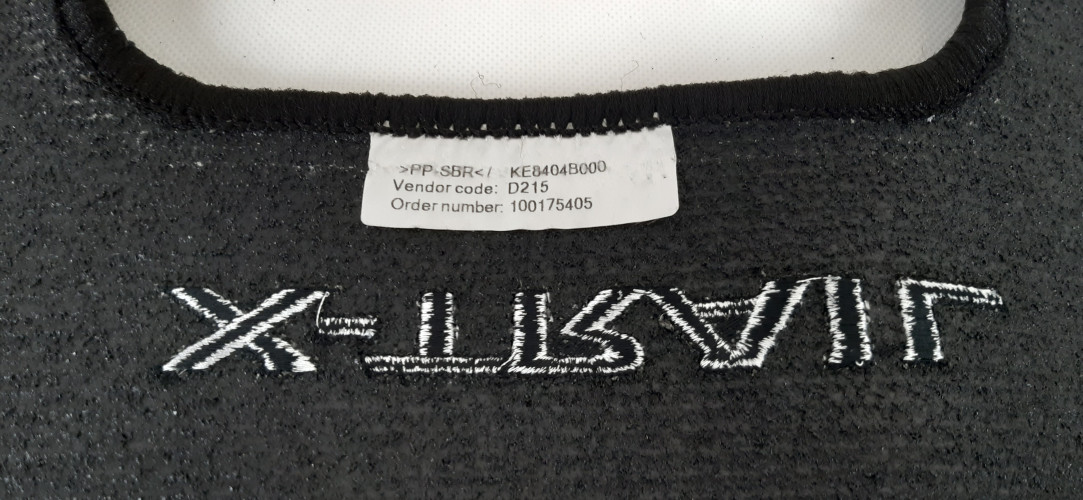 >PP-SBR</ KE8404B000
Vendor code: D215
Order number: 100175405
X-TRAIL